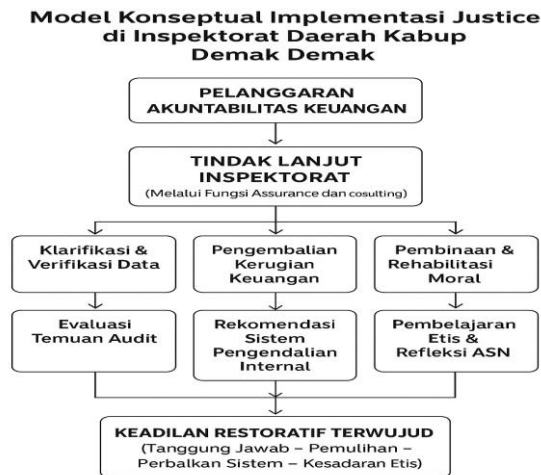 Model Konseptual Implementasi Justice
di Inspektorat Daerah Kabup
Demak Demak
PELANGGARAN
AKUNTABILITAS KEUANGAN
TINDAK LANJUT
INSPEKTORAT
(Melalui Fungsi Assurance dan cosulting)
Klarifikasi &
Verifikasi Data
Pengembalian
Kerugian
Keuangan
Pembinaan &
Rehabilitasi
Moral
Evaluasi
Temuan Audit
Rekomendasi
Sistem
Pengendalian
Internal
Pembelajaran
Etis &
Refleksi ASN
KEADILAN RESTORATIF TERWUJUD
(Tanggung Jawab – Pemulihan –
Perbalkan Sistem – Kesadaran Etis)